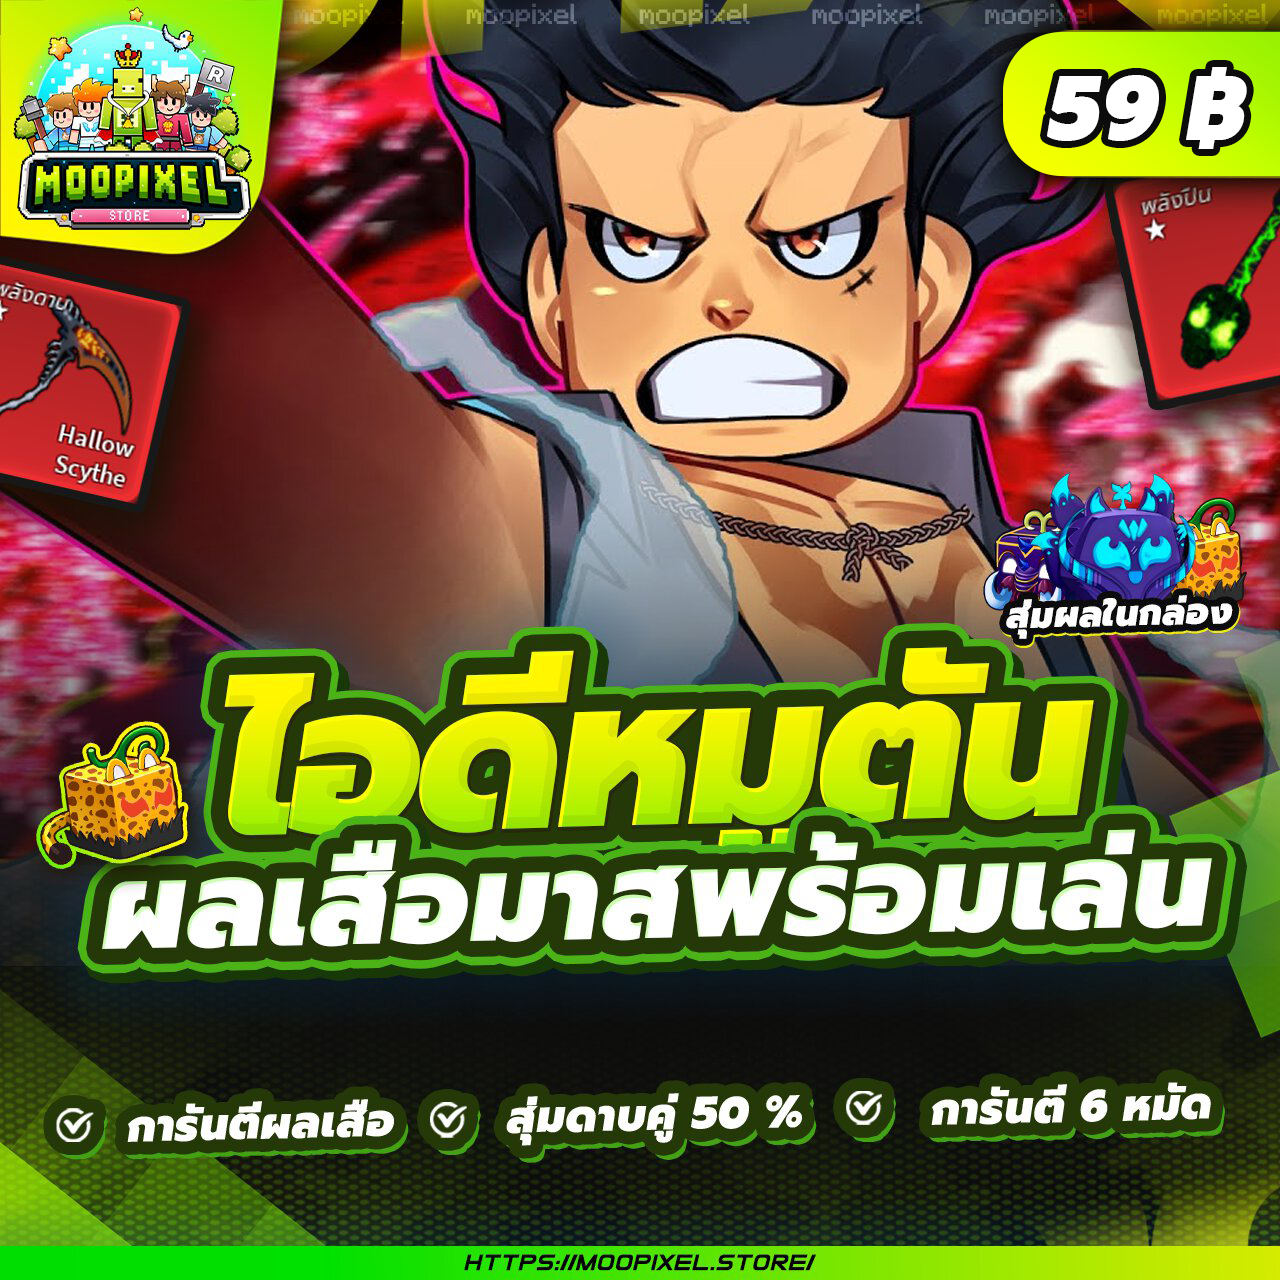 moopixel moopixel moopixel moopixel moopixel
MOOPIXEL
STORE
R
59 ฿
พลังปืน
พลังดาบ
Hallow
Scythe
สุ่มผลในกล่อง
ไอดีหมูตัน
ผลเสือมาสพร้อมเล่น
การันตีผลเสือ
สุ่มดาบคู่ 50 %
การันตี 6 หมัด
HTTPS://MOOPIXEL.STORE/